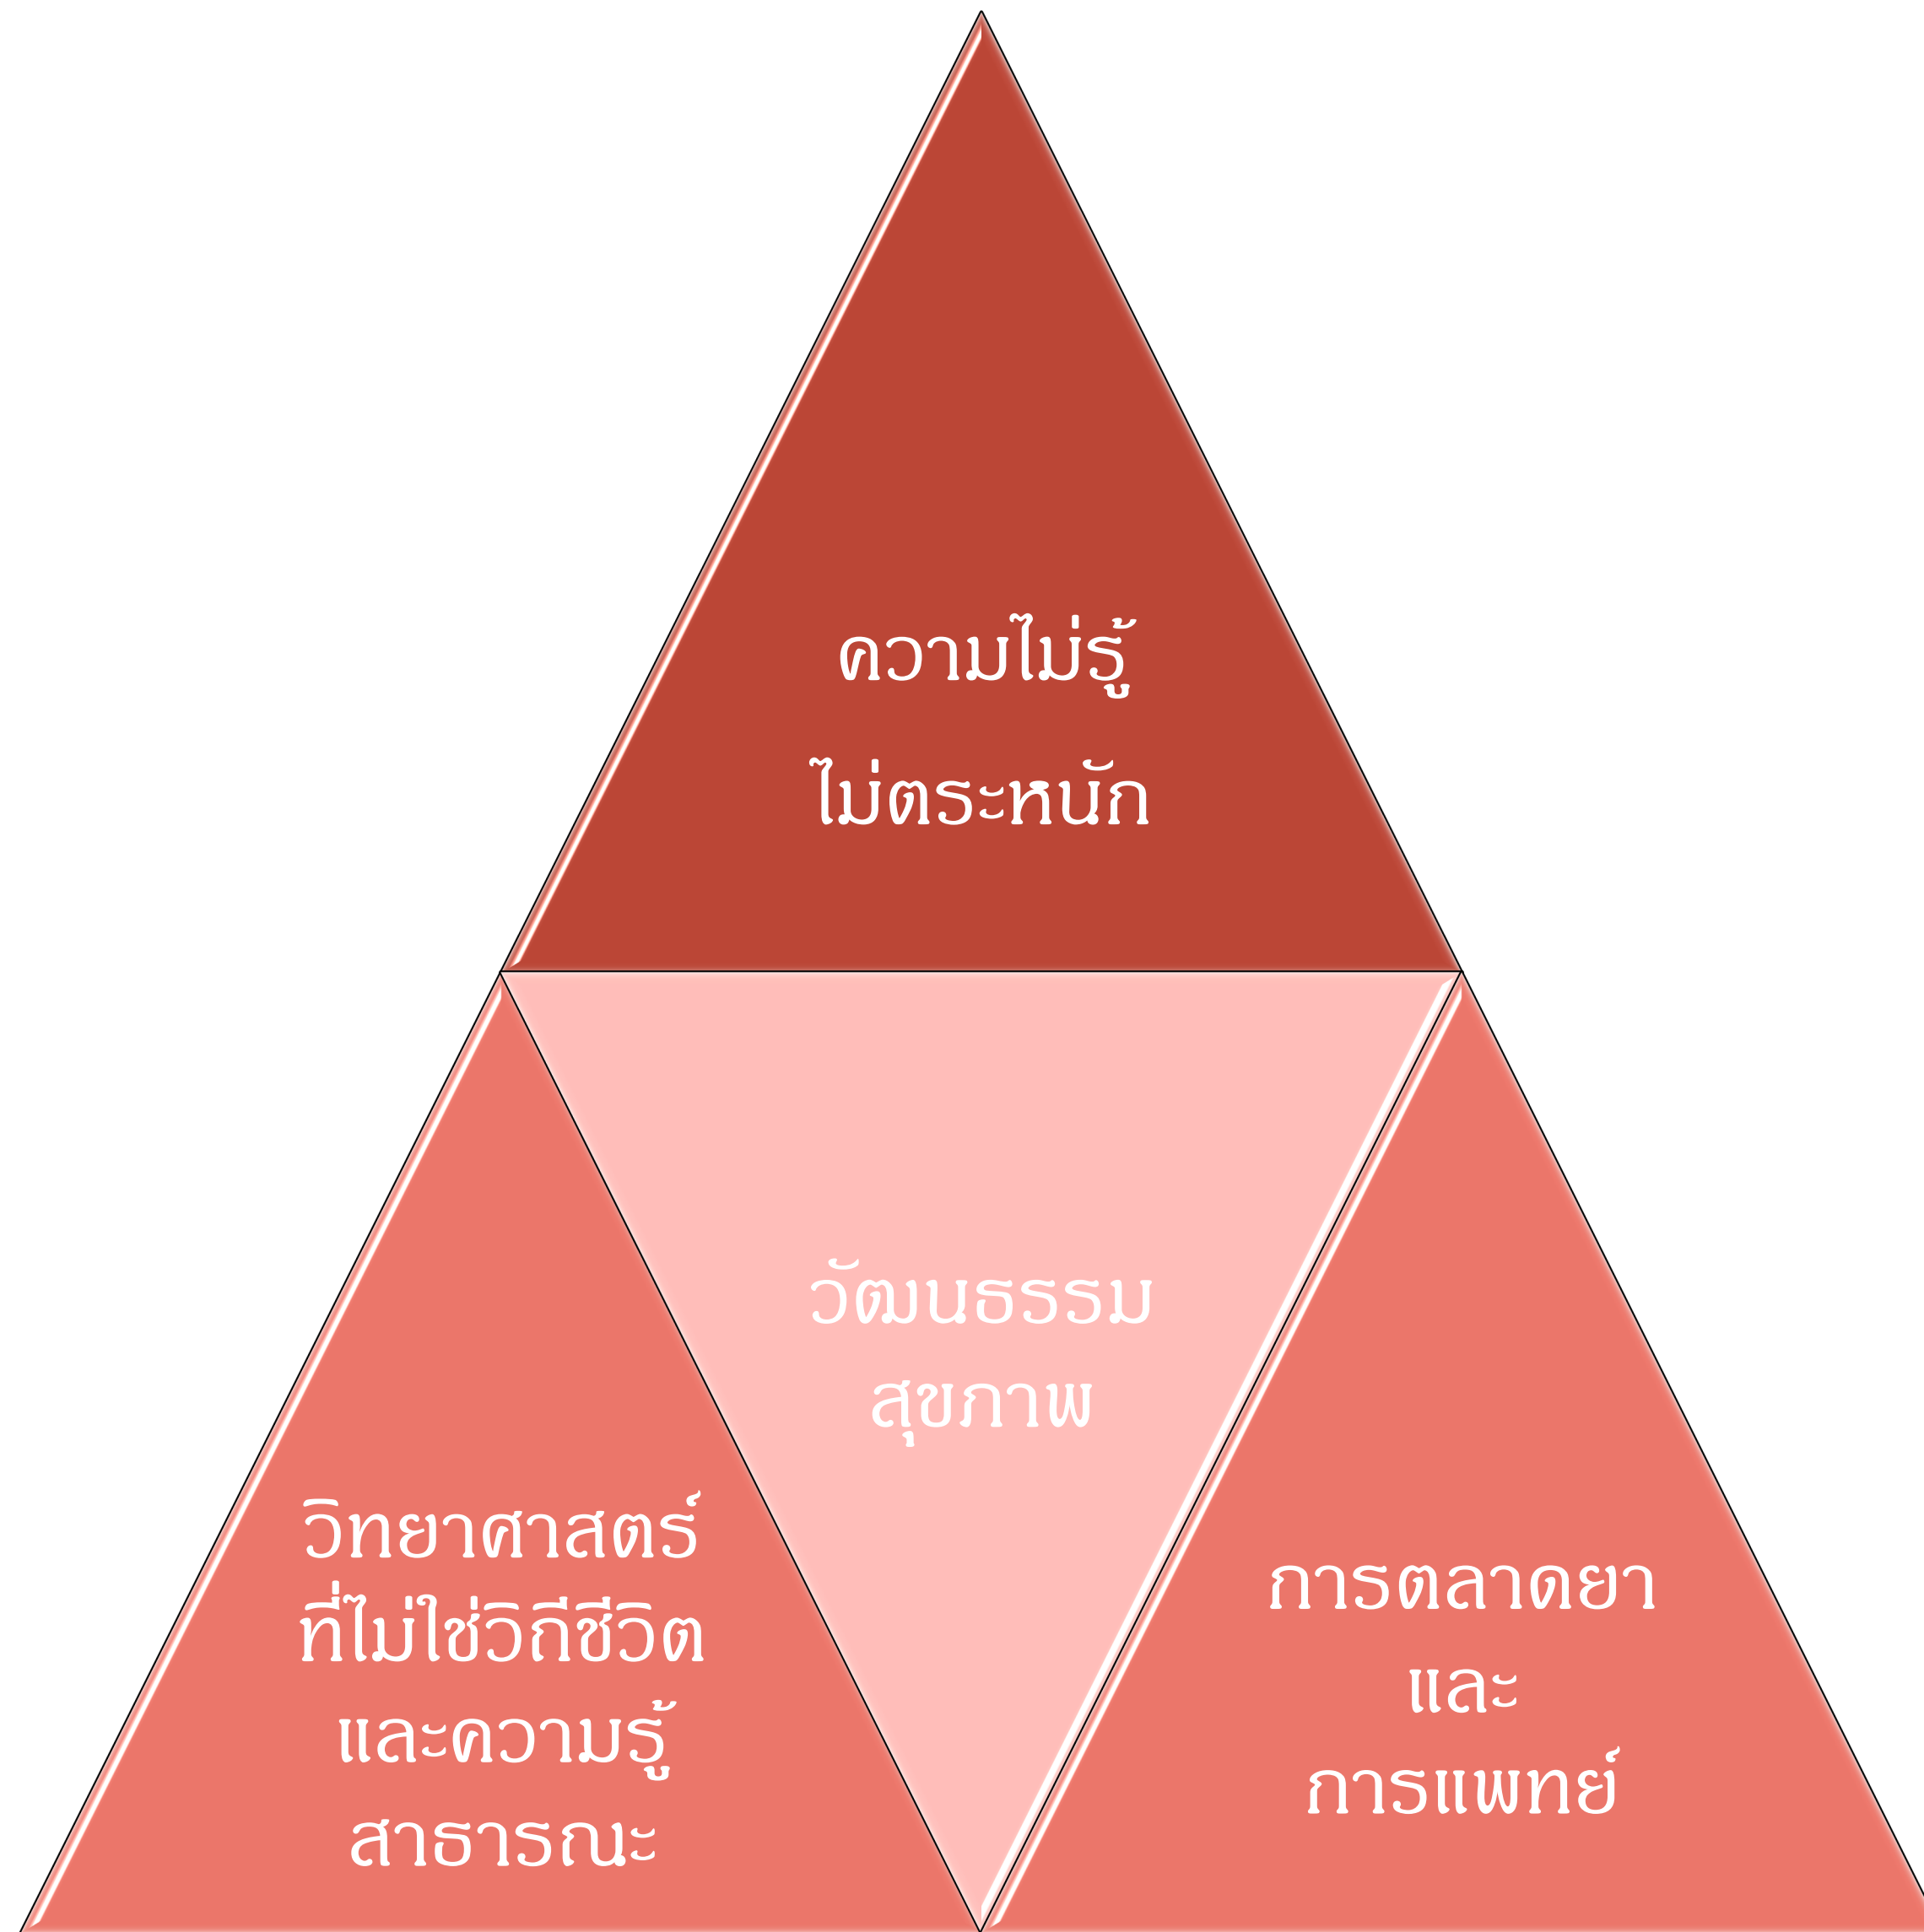 ความไม่รู้
ไม่ตระหนัก
วัฒนธรรม
สุขภาพ
วิทยาศาสตร์
ที่ไม่ใช่วิถีชีวิต
และความรู้
สาธารณะ
การตลาดยา
และ
การแพทย์